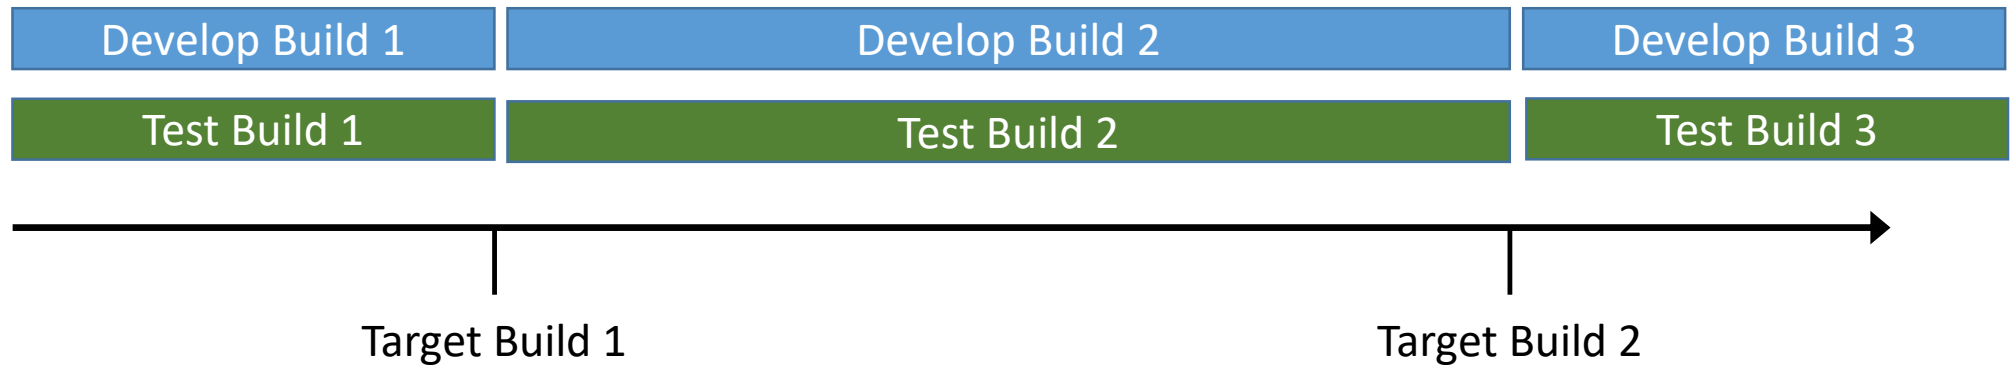 Develop Build 1
Develop Build 2
Develop Build 3
Test Build 1
Test Build 2
Test Build 3
Target Build 1
Target Build 2